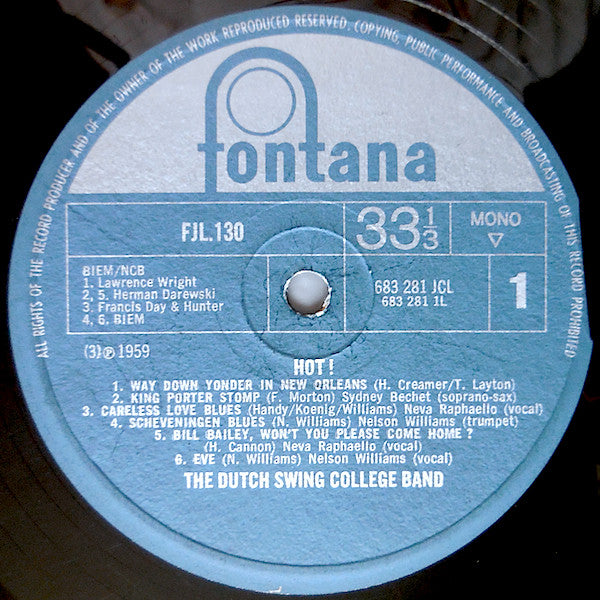 ALL RIGHTS OF THE RECORD PRODUCER AND OF THE OWNER OF THE WORK REPRODUCED RESERVED. COPYING, PUBLIC PERFORMANCE AND BROADCASTING OF THIS RECORD PROHIBITED
fontana
FJL.130
33 1/3
MONO
▽
BIEM/NCB
1. Lawrence Wright
2, 5. Herman Darewski
3. Francis Day & Hunter
4, 6. BIEM
683 281 JCL
683 281 1L
1
(3) ℗ 1959
HOT!
1. WAY DOWN YONDER IN NEW ORLEANS (H. Creamer/T. Layton)
2. KING PORTER STOMP (F. Morton) Sydney Bechet (soprano-sax)
3. CARELESS LOVE BLUES (Handy/Koenig/Williams) Neva Raphaello (vocal)
4. SCHEVENINGEN BLUES (N. Williams) Nelson Williams (trumpet)
5. BILL BAILEY, WON'T YOU PLEASE COME HOME?
(H. Cannon) Neva Raphaello (vocal)
6. EVE (N. Williams) Nelson Williams (vocal)
THE DUTCH SWING COLLEGE BAND